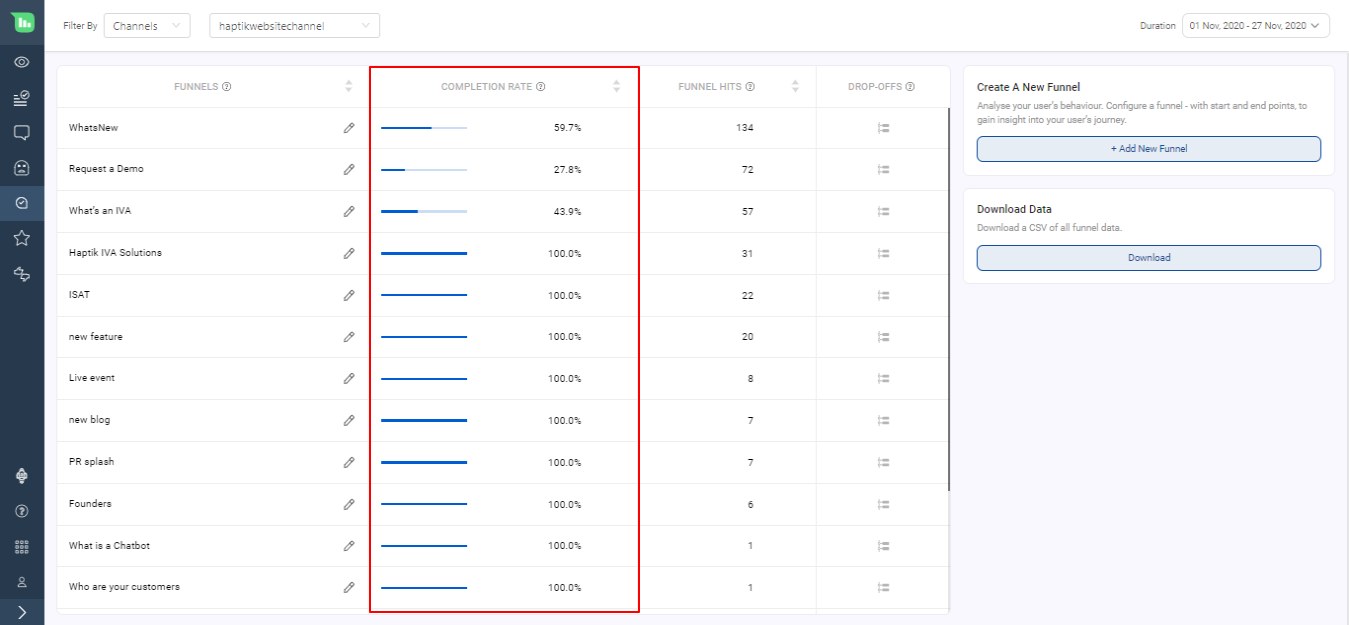 Filter By Channels haptikwebsitechannel Duration 01 Nov, 2020 - 27 Nov, 2020
FUNNELS COMPLETION RATE FUNNEL HITS DROP-OFFS
WhatsNew 59.7% 134
Request a Demo 27.8% 72
What's an IVA 43.9% 57
Haptik IVA Solutions 100.0% 31
ISAT 100.0% 22
new feature 100.0% 20
Live event 100.0% 8
new blog 100.0% 7
PR splash 100.0% 7
Founders 100.0% 6
What is a Chatbot 100.0% 1
Who are your customers 100.0% 1
Create A New Funnel
Analyse your user's behaviour. Configure a funnel - with start and end points, to
gain insight into your user's journey.
+ Add New Funnel
Download Data
Download a CSV of all funnel data.
Download